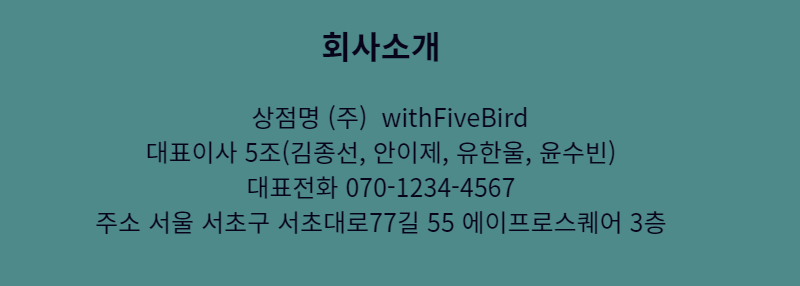 회사소개
상점명 (주)  withFiveBird
대표이사 5조(김종선, 안이제, 유한울, 윤수빈)
대표전화 070-1234-4567
주소 서울 서초구 서초대로77길 55 에이프로스퀘어 3층